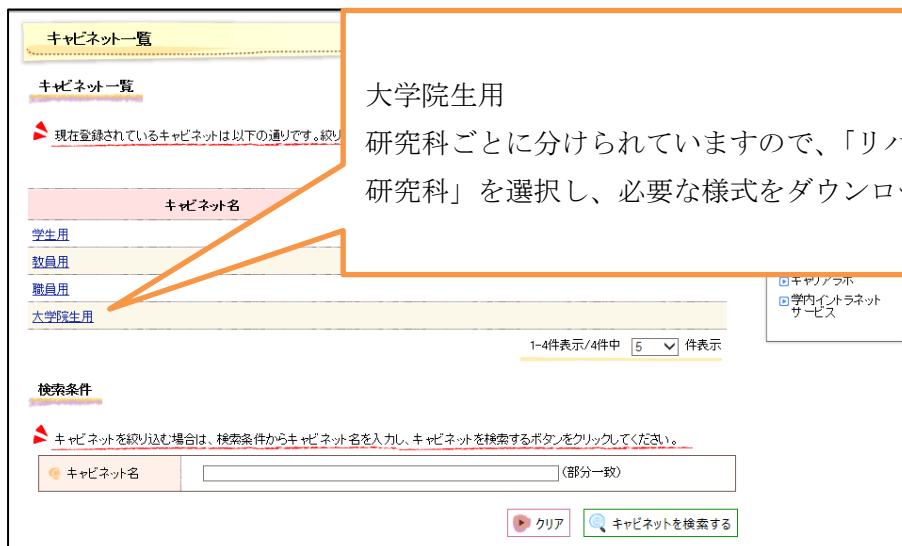 キャビネット一覧
キャビネット一覧
現在登録されているキャビネットは以下の通りです。絞り
大学院生用
研究科ごとに分けられていますので、「リハ
研究科」を選択し、必要な様式をダウンロー
キャビネット名
学生用
教員用
職員用
大学院生用
キャリアラボ
学内イントラネット
サービス
1-4件表示/4件中 5 件表示
検索条件
キャビネットを絞り込む場合は、検索条件からキャビネット名を入力し、キャビネットを検索するボタンをクリックしてください。
キャビネット名 (部分一致)
クリア キャビネットを検索する